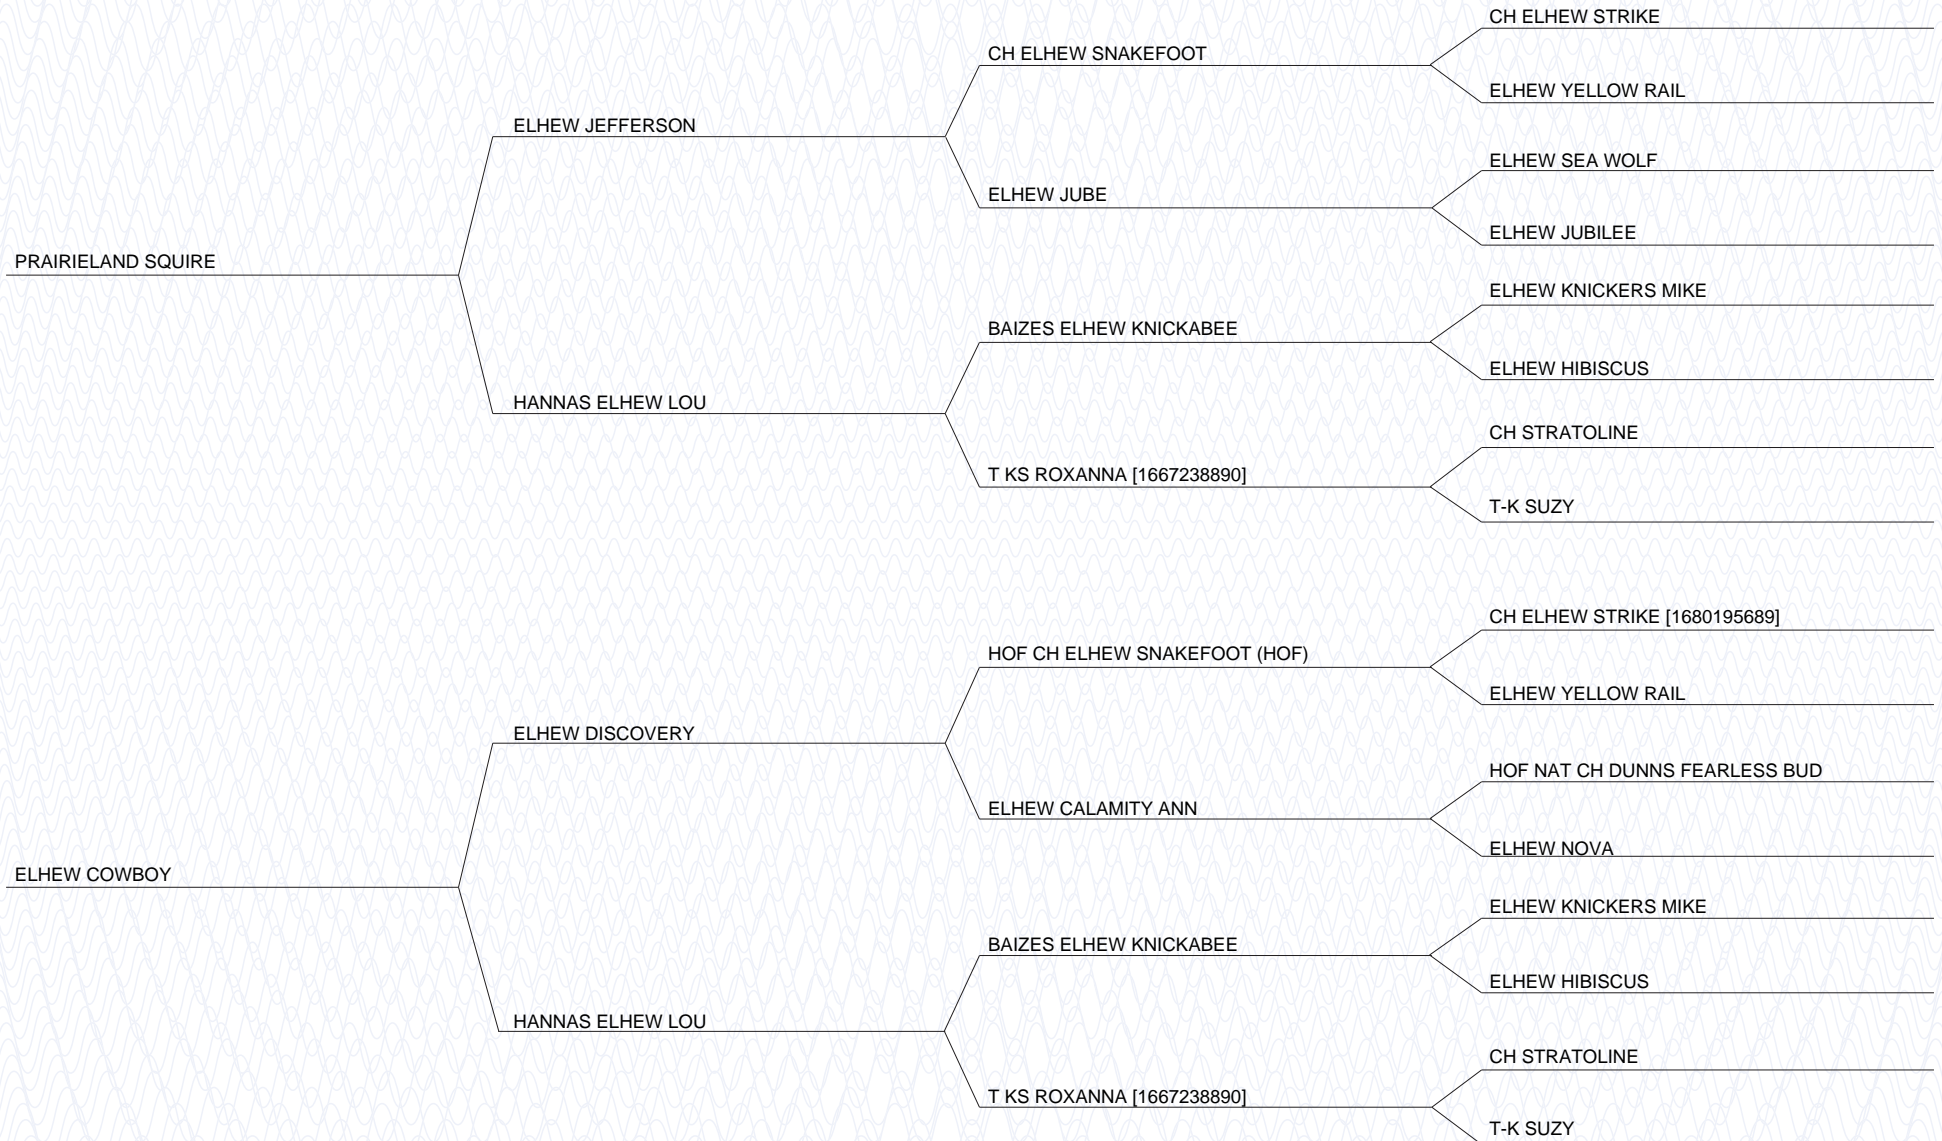 CH ELHEW STRIKE
CH ELHEW SNAKEFOOT
ELHEW YELLOW RAIL
ELHEW JEFFERSON
ELHEW SEA WOLF
ELHEW JUBE
ELHEW JUBILEE
PRAIRIELAND SQUIRE
ELHEW KNICKERS MIKE
BAIZES ELHEW KNICKABEE
ELHEW HIBISCUS
HANNAS ELHEW LOU
CH STRATOLINE
T KS ROXANNA [1667238890]
T-K SUZY
CH ELHEW STRIKE [1680195689]
HOF CH ELHEW SNAKEFOOT (HOF)
ELHEW YELLOW RAIL
ELHEW DISCOVERY
HOF NAT CH DUNNS FEARLESS BUD
ELHEW CALAMITY ANN
ELHEW NOVA
ELHEW COWBOY
ELHEW KNICKERS MIKE
BAIZES ELHEW KNICKABEE
ELHEW HIBISCUS
HANNAS ELHEW LOU
CH STRATOLINE
T KS ROXANNA [1667238890]
T-K SUZY